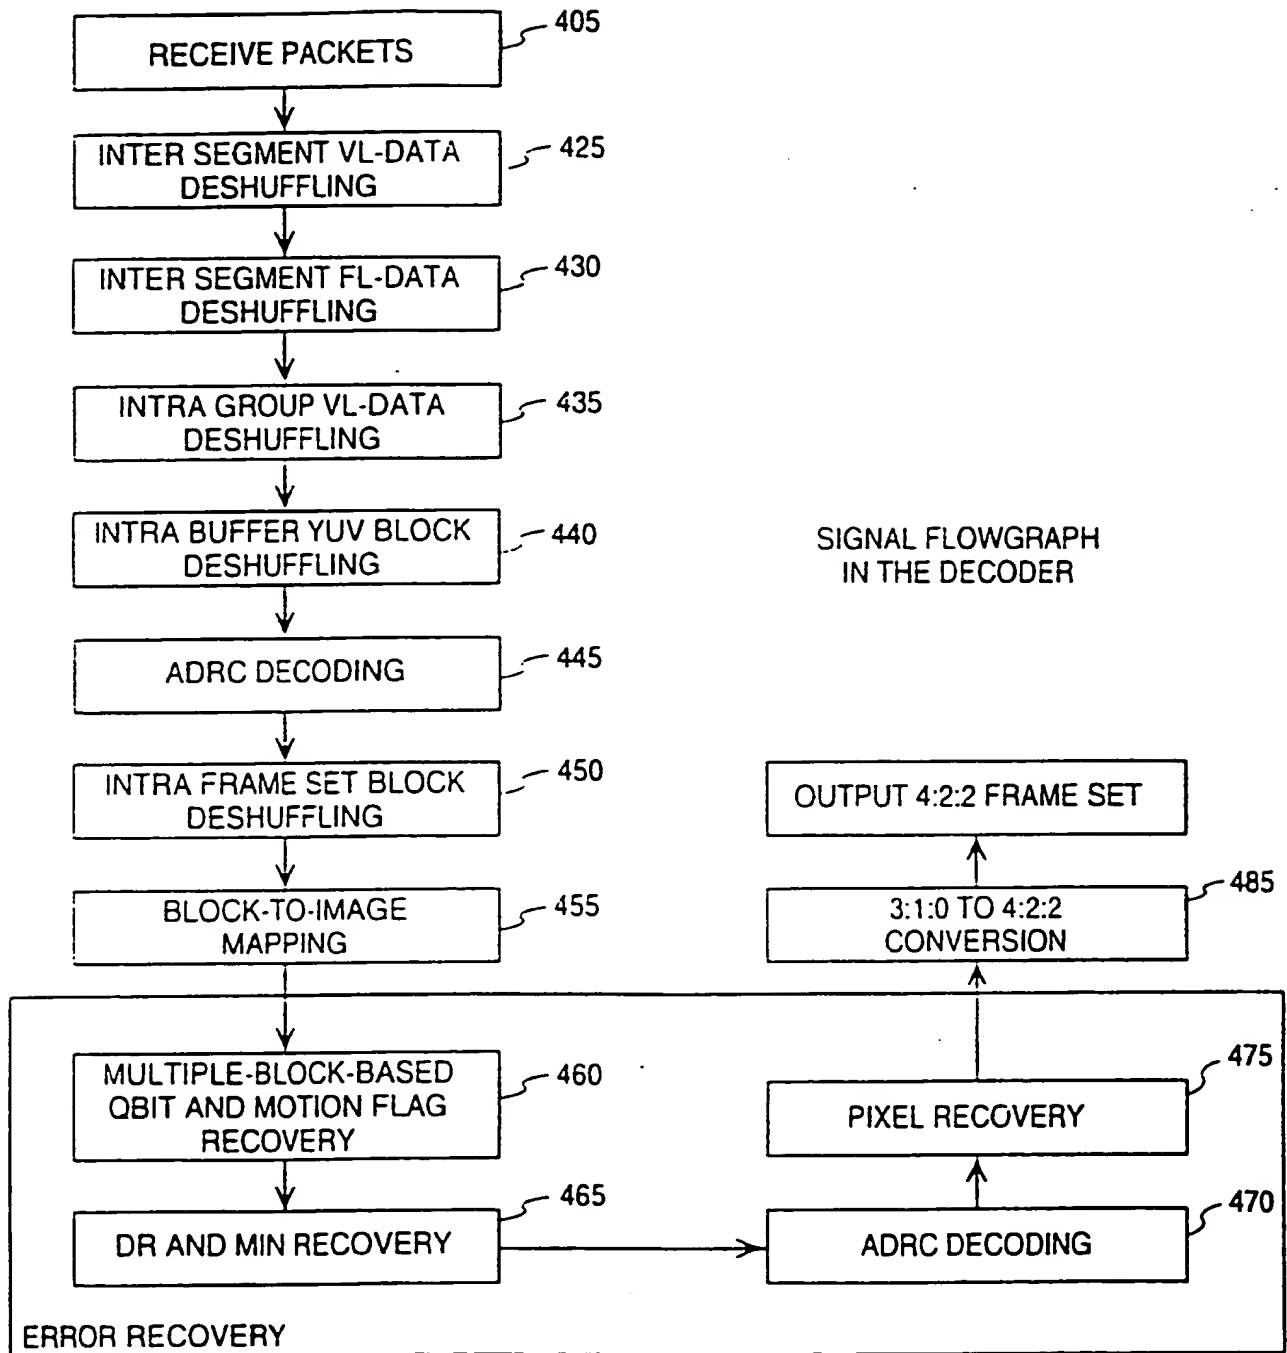 RECEIVE PACKETS
405
INTER SEGMENT VL-DATA
DESHUFFLING
425
INTER SEGMENT FL-DATA
DESHUFFLING
430
INTRA GROUP VL-DATA
DESHUFFLING
435
INTRA BUFFER YUV BLOCK
DESHUFFLING
440
SIGNAL FLOWGRAPH
IN THE DECODER
ADRC DECODING
445
INTRA FRAME SET BLOCK
DESHUFFLING
450
OUTPUT 4:2:2 FRAME SET
BLOCK-TO-IMAGE
MAPPING
455
3:1:0 TO 4:2:2
CONVERSION
485
MULTIPLE-BLOCK-BASED
QBIT AND MOTION FLAG
RECOVERY
460
PIXEL RECOVERY
475
DR AND MIN RECOVERY
465
ADRC DECODING
470
ERROR RECOVERY